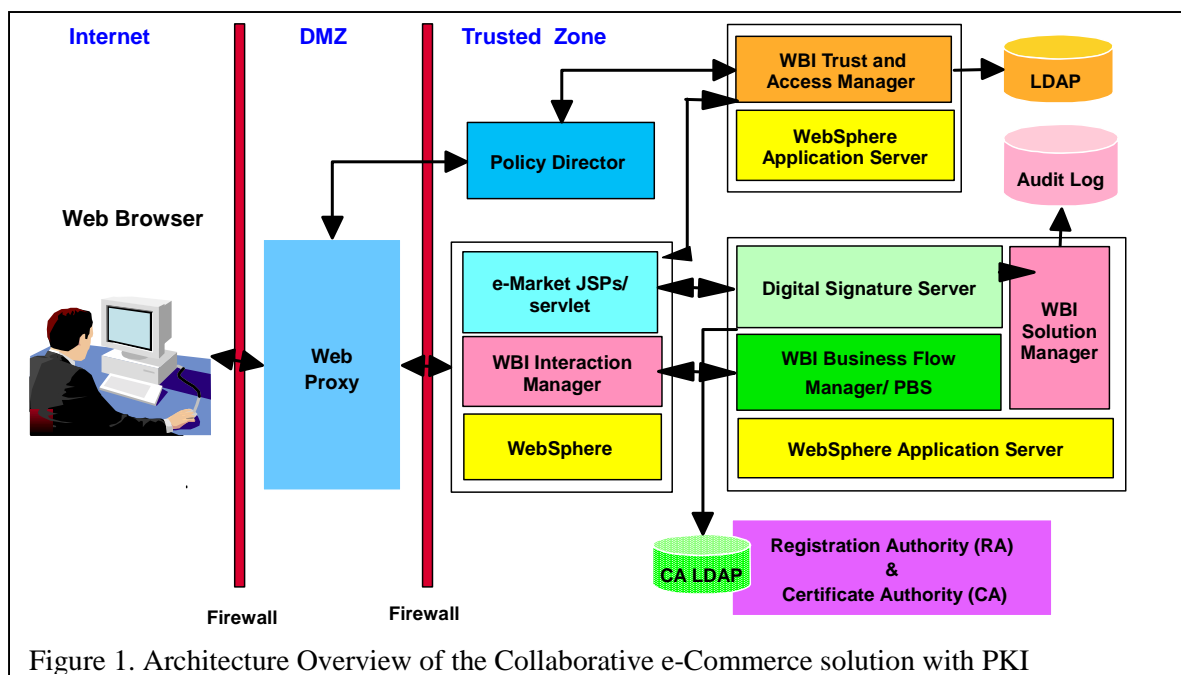 Internet
DMZ
Trusted Zone
WBI Trust and
Access Manager
LDAP
WebSphere
Application Server
Policy Director
Audit Log
Web Browser
e-Market JSPs/
servlet
Digital Signature Server
WBI
Solution
Manager
Web
Proxy
WBI Interaction
Manager
WBI Business Flow
Manager/ PBS
WebSphere
WebSphere Application Server
CA LDAP
Registration Authority (RA)
&
Certificate Authority (CA)
Firewall
Firewall
Figure 1. Architecture Overview of the Collaborative e-Commerce solution with PKI